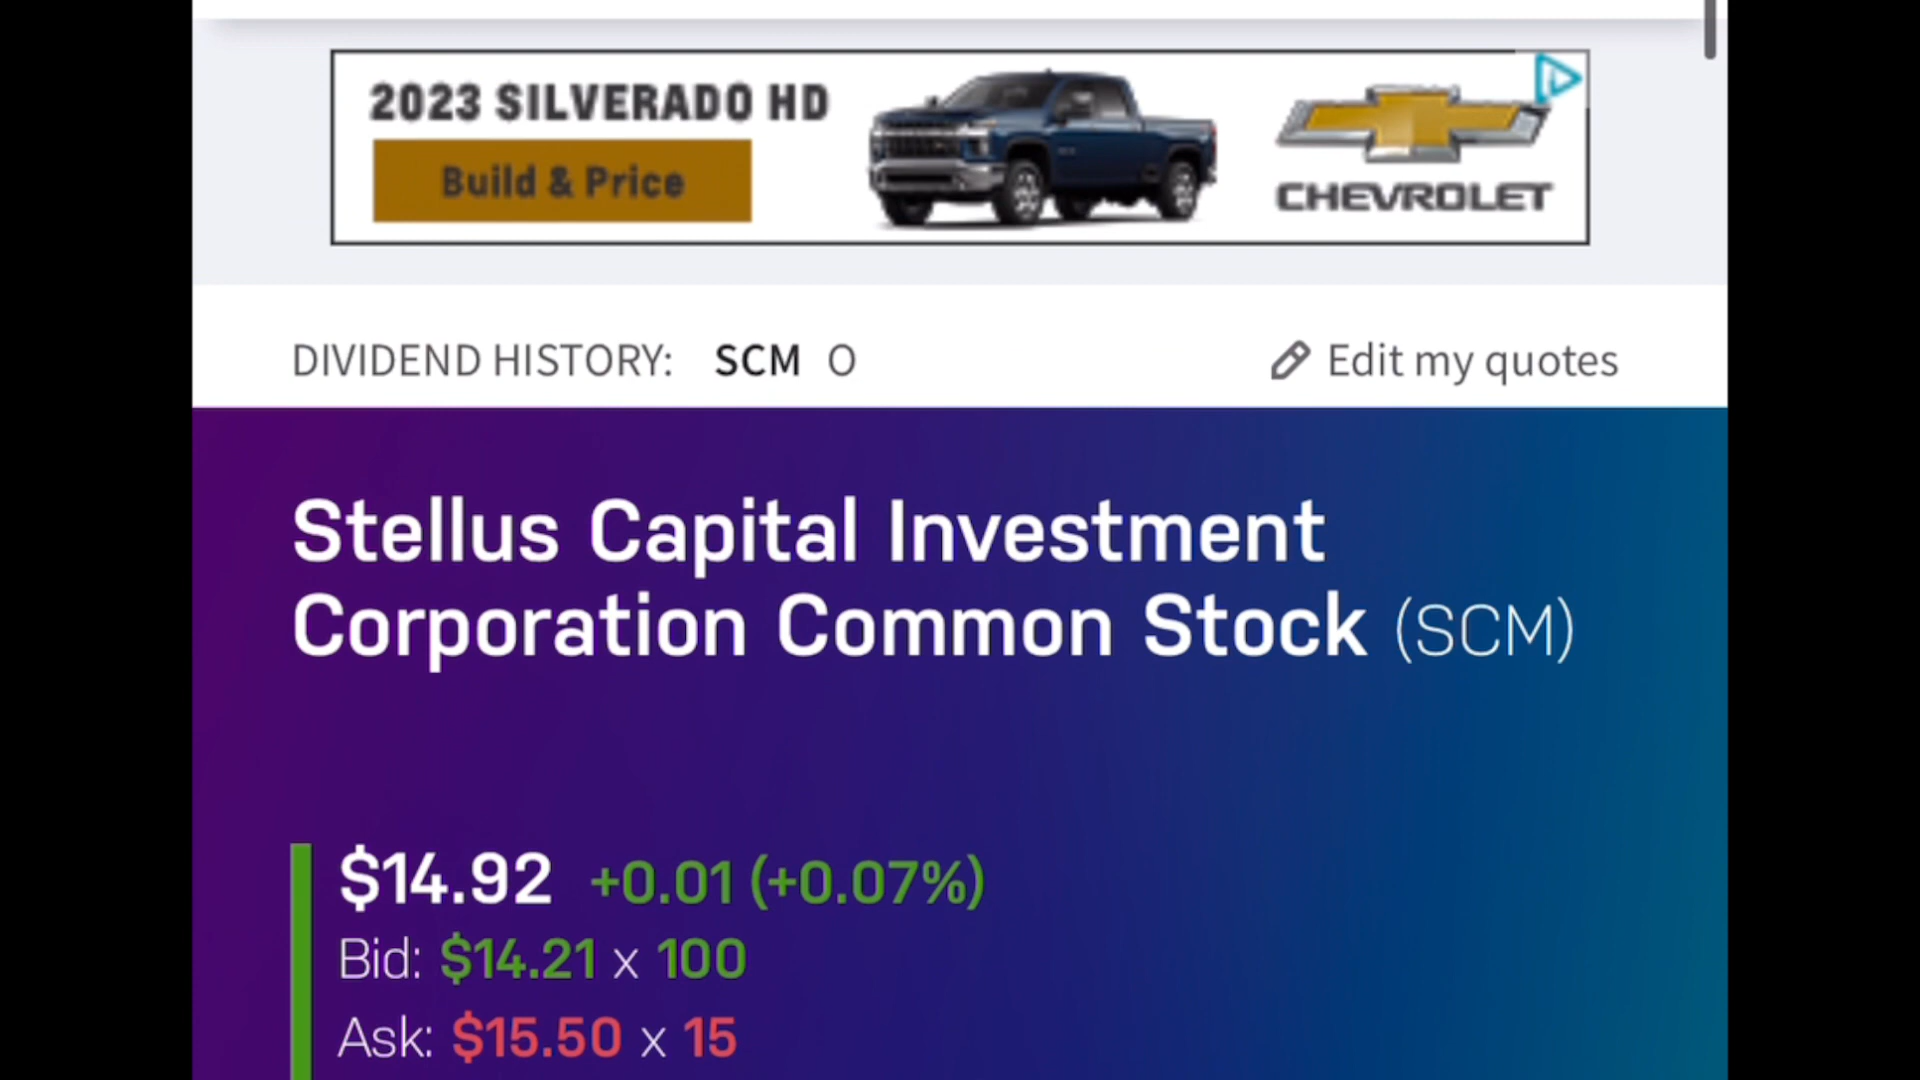 2023 SILVERADO HD
Build & Price
CHEVROLET
DIVIDEND HISTORY: SCM O
Edit my quotes
Stellus Capital Investment
Corporation Common Stock (SCM)
$14.92 +0.01 (+0.07%)
Bid: $14.21 x 100
Ask: $15.50 x 15